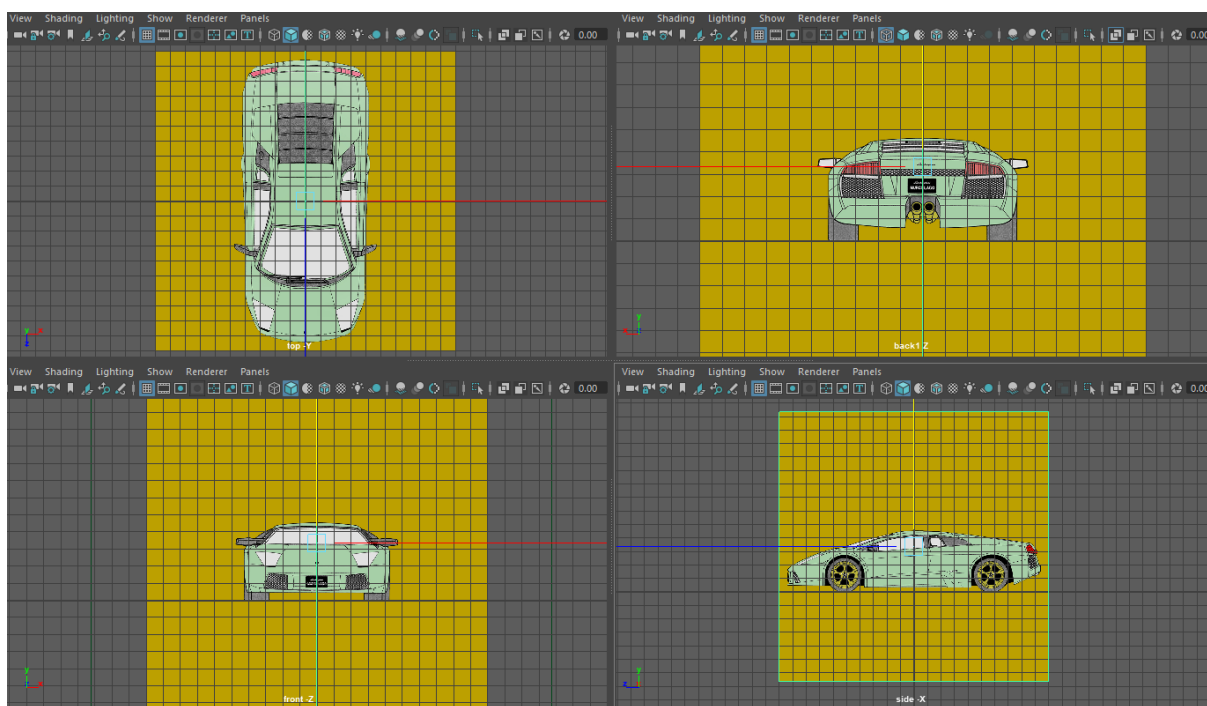 View Shading Lighting Show Renderer Panels
0.00
top -Y
View Shading Lighting Show Renderer Panels
0.00
back1 Z
View Shading Lighting Show Renderer Panels
0.00
front -Z
View Shading Lighting Show Renderer Panels
0.00
side -X